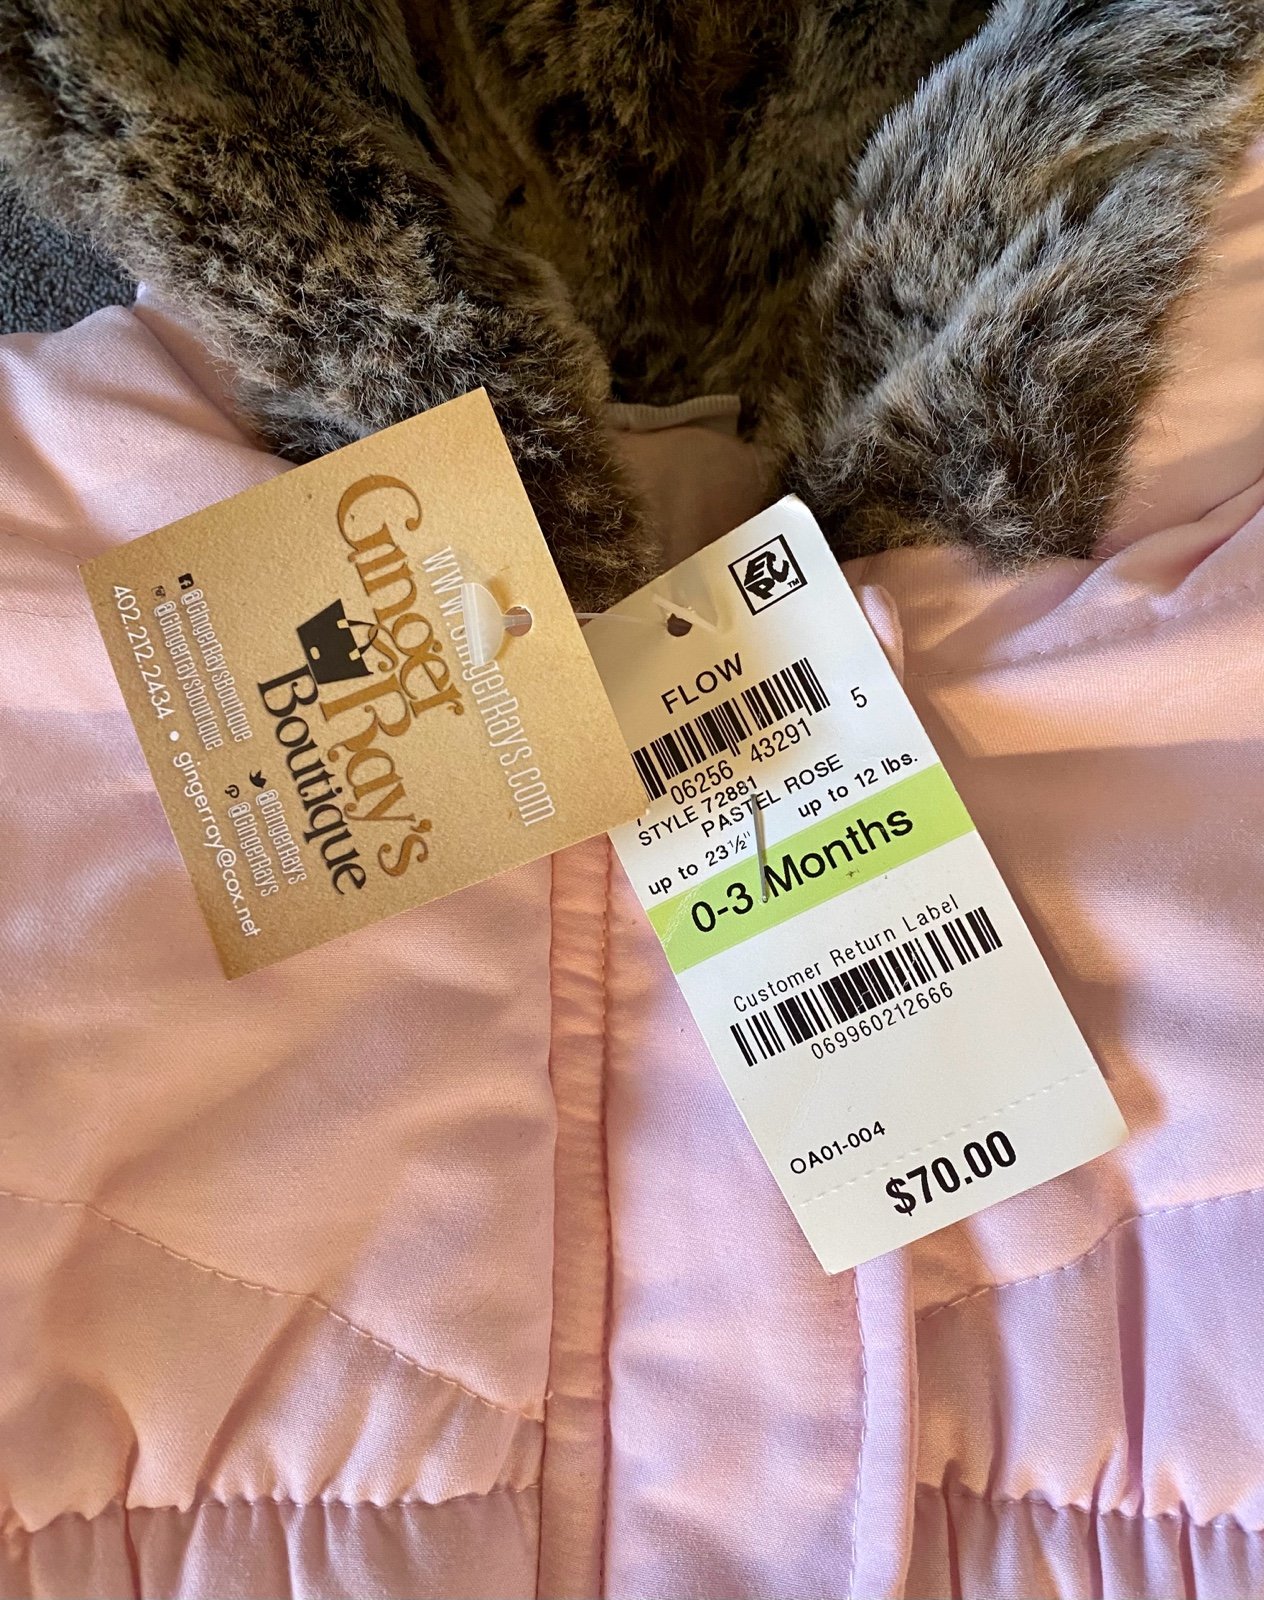 Ginger
Ray's
Boutique
www.GingerRays.com
@GingerRaysBoutique
@Gingerraysboutique
@GingerRays
@GingerRays
402.212.2434 • gingerray@cox.net
EPC™
FLOW
06256 43291 5
STYLE 72881
PASTEL ROSE
up to 23½" up to 12 lbs.
0-3 Months
Customer Return Label
069960212666
OA01-004
$70.00